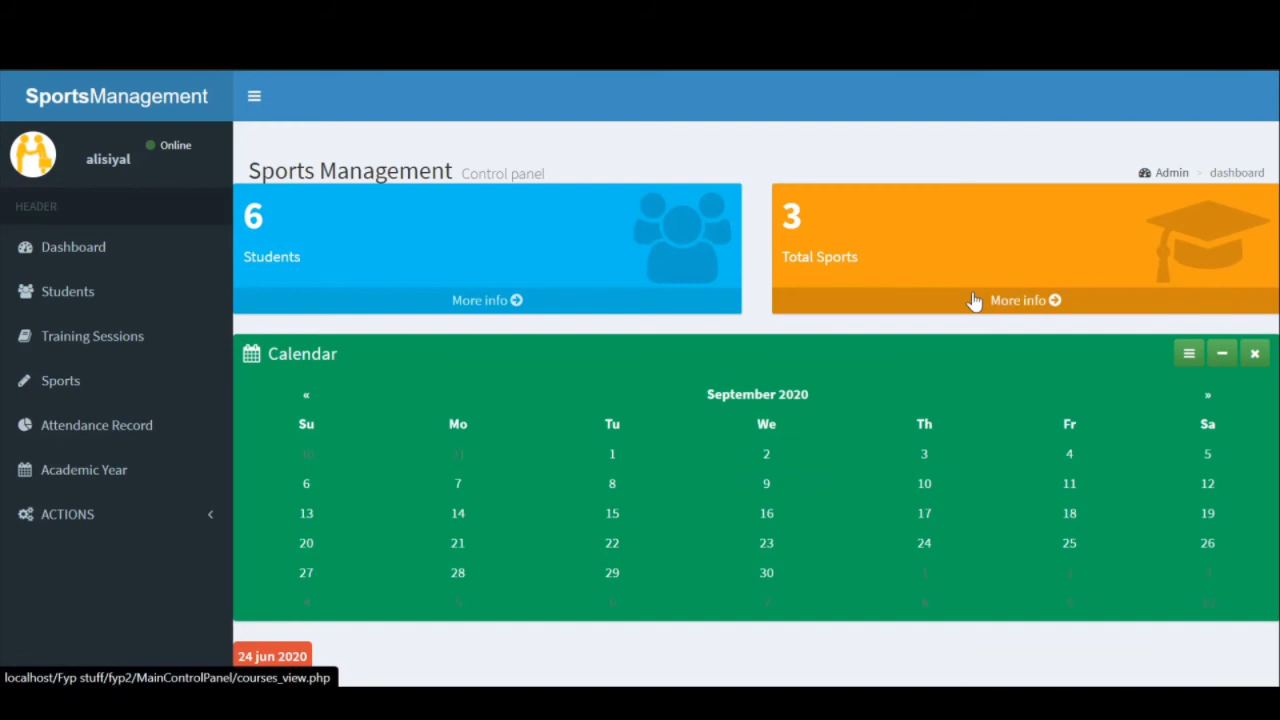 SportsManagement
alisiyal
Online
HEADER
Dashboard
Students
Training Sessions
Sports
Attendance Record
Academic Year
ACTIONS
Sports Management Control panel
Admin > dashboard
6
Students
More info
3
Total Sports
More info
Calendar
« September 2020 »
Su Mo Tu We Th Fr Sa
1 2 3 4 5
6 7 8 9 10 11 12
13 14 15 16 17 18 19
20 21 22 23 24 25 26
27 28 29 30
24 jun 2020
localhost/Fyp stuff/fyp2/MainControlPanel/courses_view.php